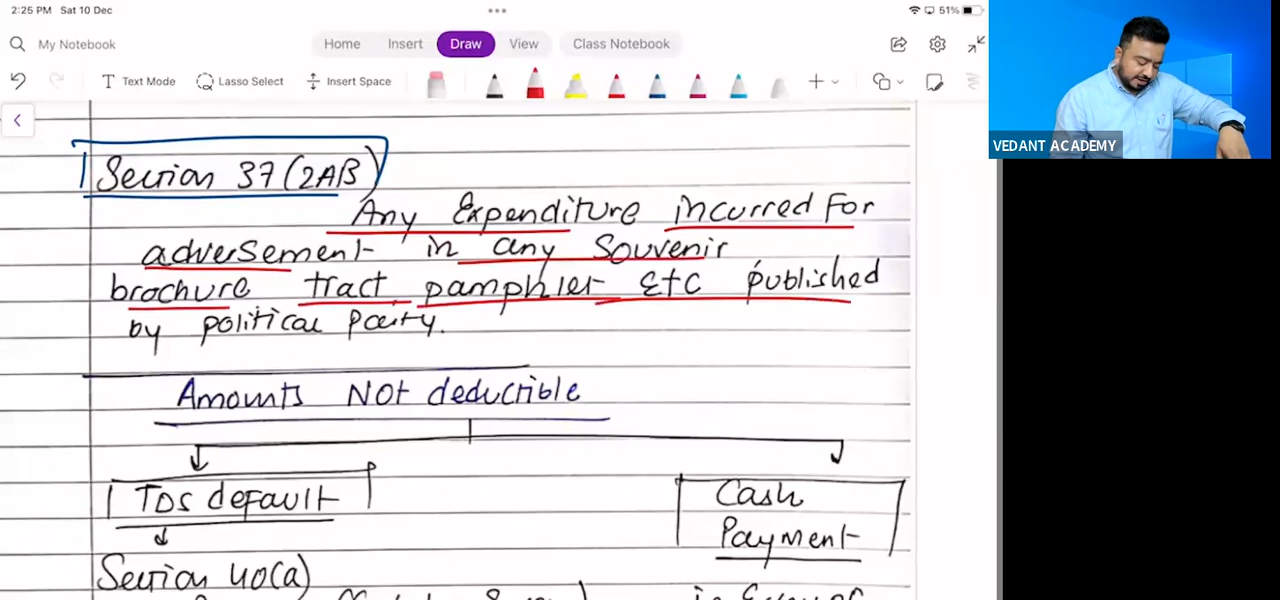 2:25 PM Sat 10 Dec
51%
My Notebook
Home Insert Draw View Class Notebook
Text Mode Lasso Select Insert Space
VEDANT ACADEMY
Section 37 (2AB)
Any Expenditure incurred For
adversement in any Souvenir
brochure tract pamphlet Etc published
by political party.
Amounts NOT deductible
TDS default
Cash
Payment
Section 40(a)